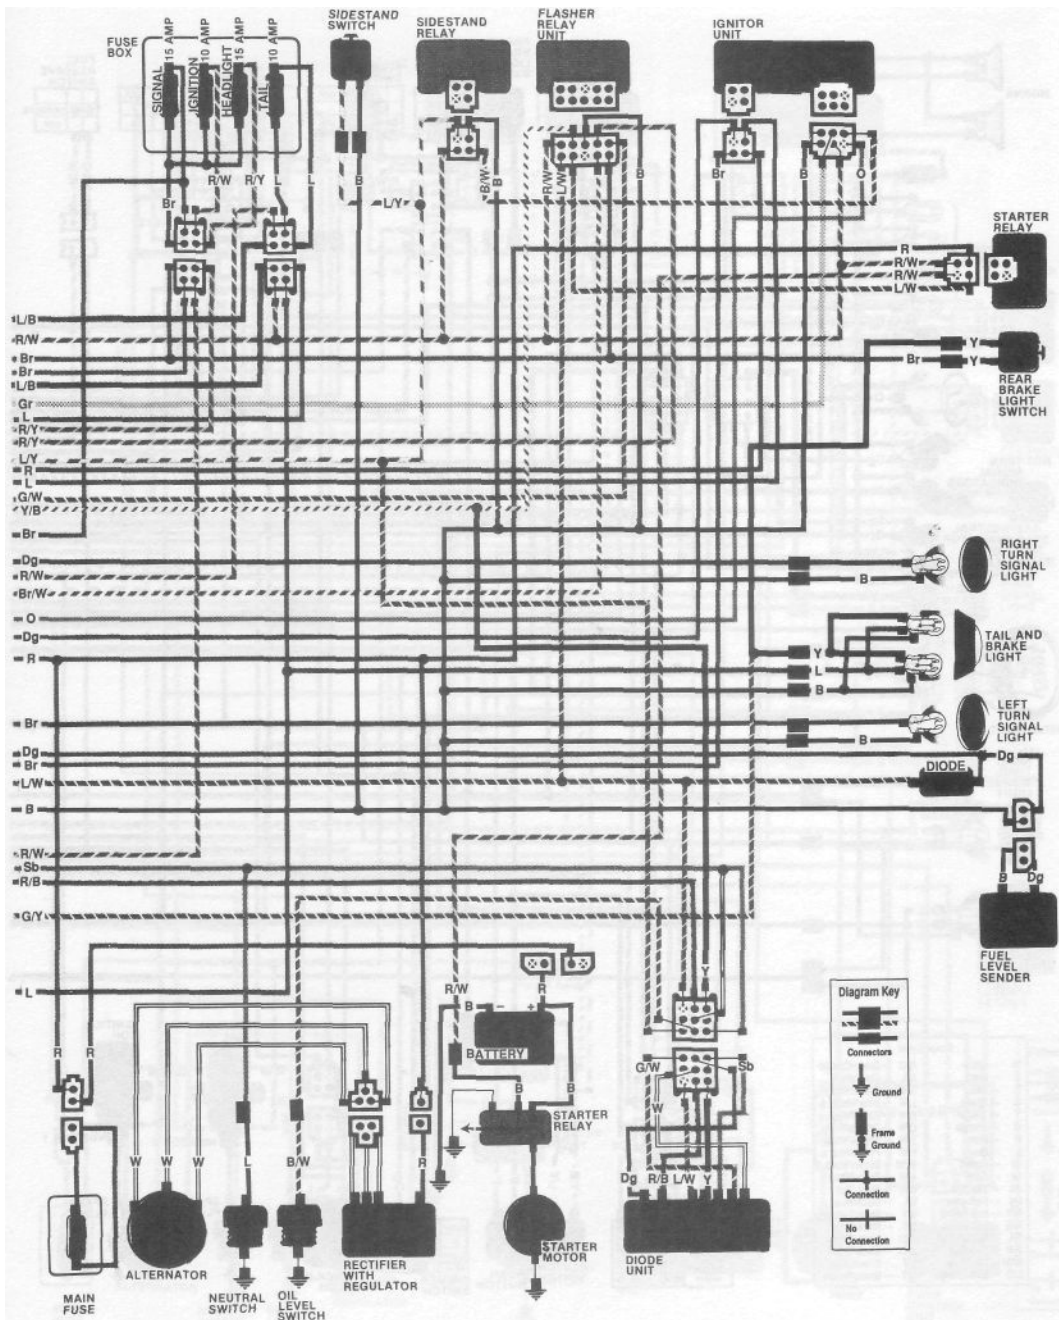 SIDESTAND
SWITCH
SIDESTAND
RELAY
FLASHER
RELAY
UNIT
IGNITOR
UNIT
FUSE
BOX
15 AMP
10 AMP
15 AMP
10 AMP
SIGNAL
IGNITION
HEADLIGHT
TAIL
R/W
R/Y
L
L
B
B/W
B
R/W
L/W
B
Br
B
O
Br
L/Y
STARTER
RELAY
R
R/W
R/W
L/W
L/B
R/W
Br
Br
L/B
Gr
L
R/Y
R/Y
L/Y
R
L
G/W
Y/B
Br
Dg
R/W
Br/W
O
Dg
R
Br
Dg
Br
L/W
B
R/W
Sb
R/B
G/Y
L
Y
Br
Y
REAR
BRAKE
LIGHT
SWITCH
RIGHT
TURN
SIGNAL
LIGHT
B
TAIL AND
BRAKE
LIGHT
Y
L
B
LEFT
TURN
SIGNAL
LIGHT
B
Dg
DIODE
B
Dg
FUEL
LEVEL
SENDER
Diagram Key
Connectors
Ground
Frame
Ground
Connection
No
Connection
R/W
B
R
Y
BATTERY
−
+
R
R
G/W
Sb
W
B
B
STARTER
RELAY
W
W
W
L
B/W
R
Dg
R/B
L/W
Y
MAIN
FUSE
ALTERNATOR
NEUTRAL
SWITCH
OIL
LEVEL
SWITCH
RECTIFIER
WITH
REGULATOR
STARTER
MOTOR
DIODE
UNIT